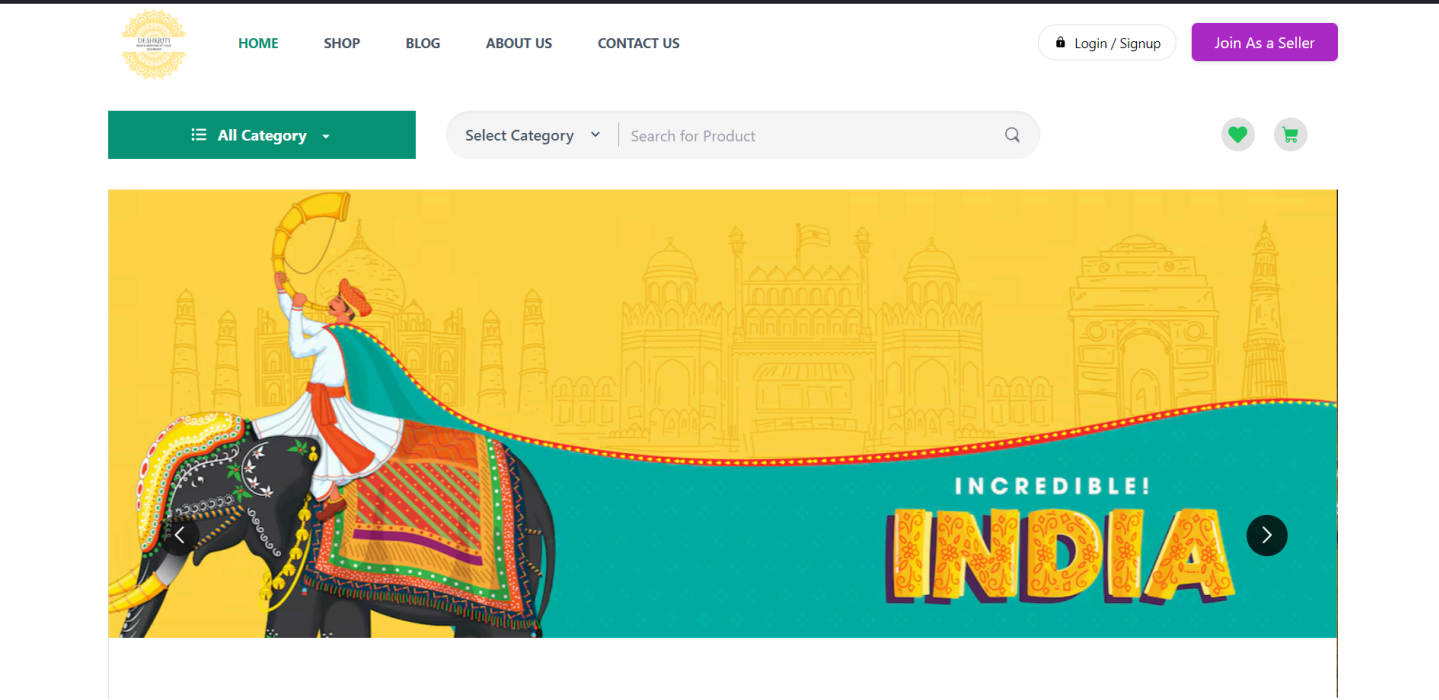 DESHKRITI
HOME
SHOP
BLOG
ABOUT US
CONTACT US
Login / Signup
Join As a Seller
All Category
Select Category
Search for Product
INCREDIBLE!
INDIA